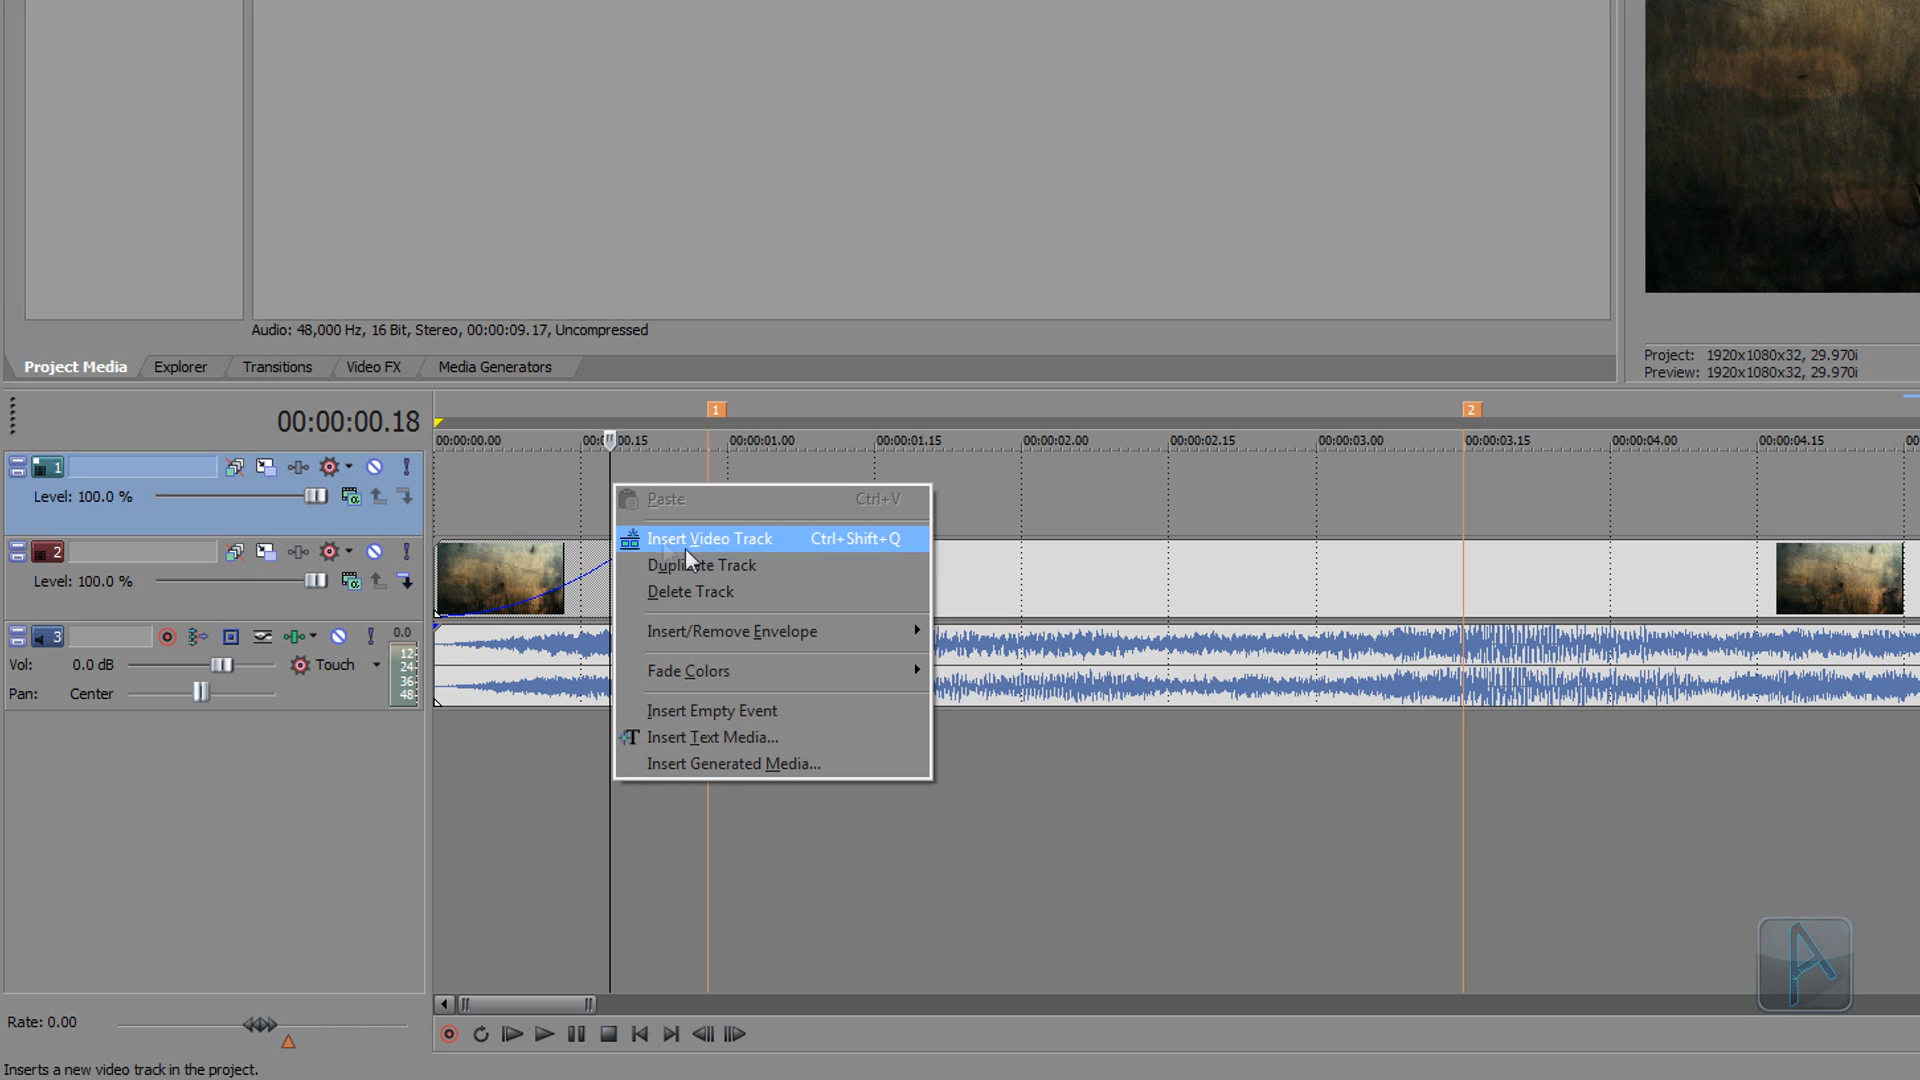 Audio: 48,000 Hz, 16 Bit, Stereo, 00:00:09.17, Uncompressed
Project: 1920x1080x32, 29.970i
Preview: 1920x1080x32, 29.970i
Project Media Explorer Transitions Video FX Media Generators
00:00:00.18
1 2
00:00:00.00 00:00:01.00 00:00:01.15 00:00:02.00 00:00:02.15 00:00:03.00 00:00:03.15 00:00:04.00 00:00:04.15
1
Level: 100.0 %
2
Level: 100.0 %
3 0.0
Vol: 0.0 dB Touch
Pan: Center
12
24
36
48
Paste Ctrl+V
Insert Video Track Ctrl+Shift+Q
Duplicate Track
Delete Track
Insert/Remove Envelope
Fade Colors
Insert Empty Event
Insert Text Media...
Insert Generated Media...
A
Rate: 0.00
Inserts a new video track in the project.